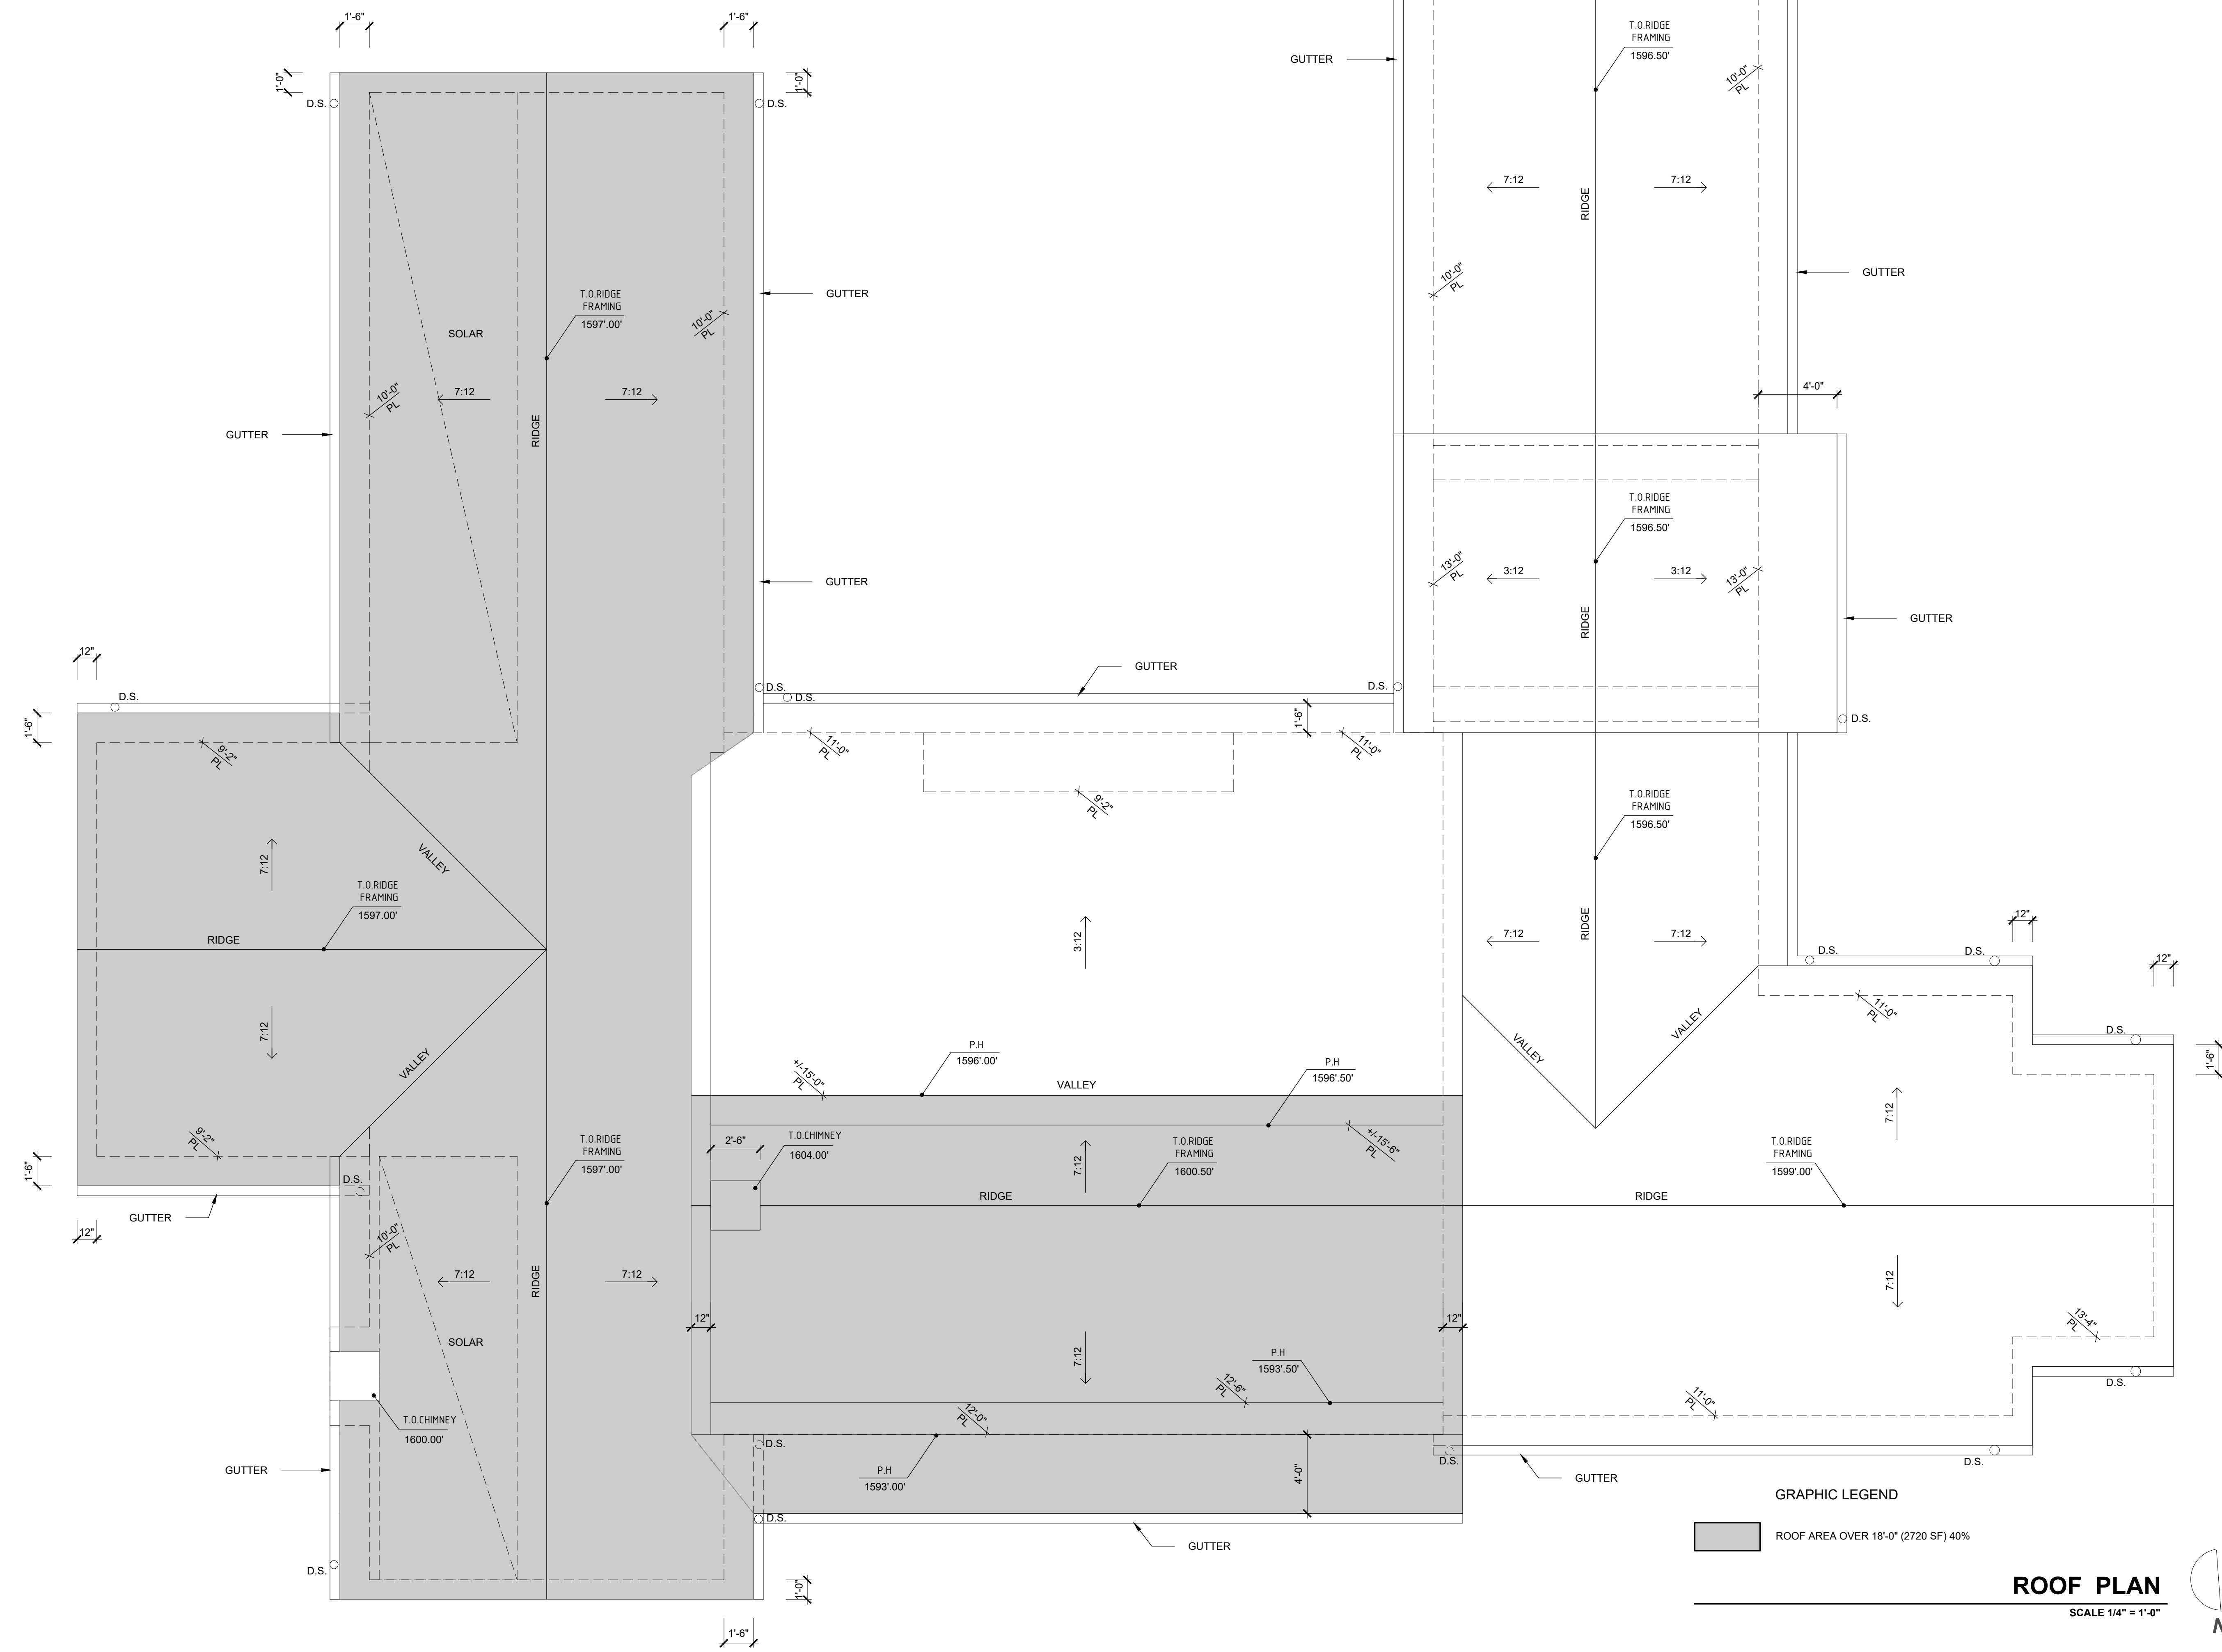 1'-6"
1'-6"
T.O.RIDGE
FRAMING
1596.50'
GUTTER
1'-0"
1'-0"
10'-0"
PL
D.S.
D.S.
7:12
7:12
RIDGE
10'-0"
PL
GUTTER
GUTTER
T.O.RIDGE
FRAMING
1597'.00'
10'-0"
PL
SOLAR
10'-0"
PL
7:12
7:12
4'-0"
GUTTER
RIDGE
T.O.RIDGE
FRAMING
1596.50'
GUTTER
13'-0"
PL
3:12
3:12
13'-0"
PL
GUTTER
RIDGE
12"
GUTTER
D.S.
D.S.
D.S.
D.S.
D.S.
1'-6"
1'-6"
9'-2"
PL
11'-0"
PL
11'-0"
PL
9'-2"
PL
T.O.RIDGE
FRAMING
1596.50'
VALLEY
7:12
T.O.RIDGE
FRAMING
1597.00'
RIDGE
3:12
7:12
7:12
RIDGE
12"
D.S.
D.S.
12"
7:12
VALLEY
11'-0"
PL
VALLEY
VALLEY
D.S.
1'-6"
+/-15'-0"
PL
P.H
1596'.00'
P.H
1596'.50'
VALLEY
7:12
9'-2"
PL
T.O.RIDGE
FRAMING
1597'.00'
2'-6"
T.O.CHIMNEY
1604.00'
7:12
T.O.RIDGE
FRAMING
1600.50'
+/-15'-6"
PL
T.O.RIDGE
FRAMING
1599'.00'
1'-6"
D.S.
RIDGE
RIDGE
GUTTER
12"
10'-0"
PL
7:12
7:12
RIDGE
7:12
12"
12"
13'-4"
PL
SOLAR
7:12
P.H
1593'.50'
12'-6"
PL
D.S.
T.O.CHIMNEY
1600.00'
12'-0"
PL
11'-0"
PL
D.S.
D.S.
D.S.
GUTTER
P.H
1593'.00'
4'-0"
GUTTER
GRAPHIC LEGEND
D.S.
ROOF AREA OVER 18'-0" (2720 SF) 40%
GUTTER
D.S.
1'-0"
ROOF PLAN
SCALE 1/4" = 1'-0"
1'-6"